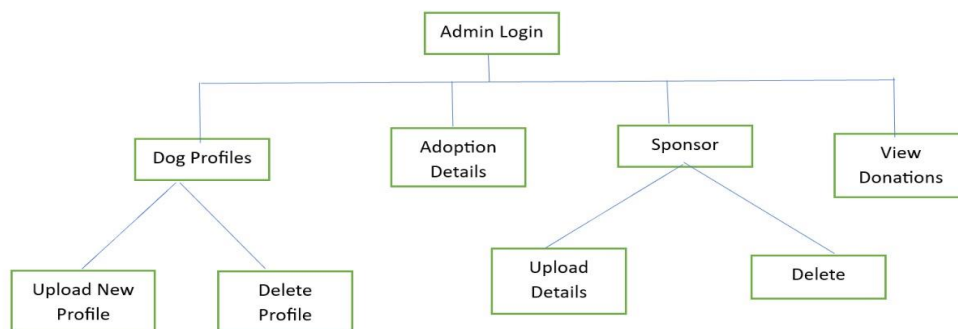 Admin Login
Dog Profiles
Adoption
Details
Sponsor
View
Donations
Upload New
Profile
Delete
Profile
Upload
Details
Delete